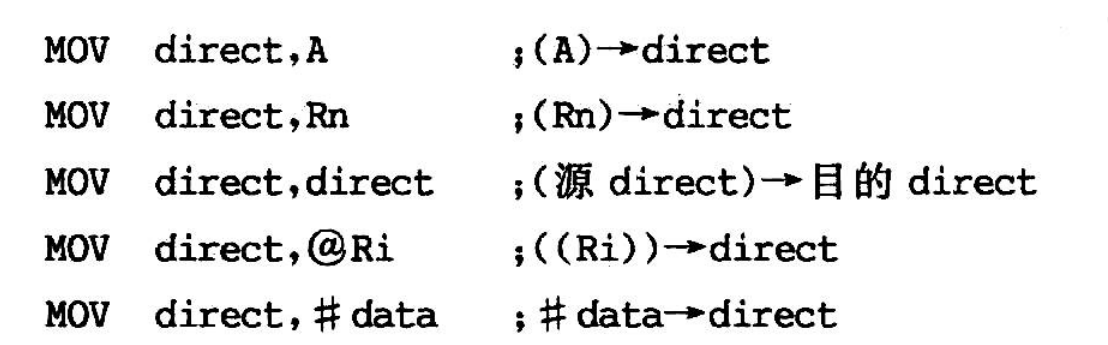 MOV direct,A ;(A)→direct
MOV direct,Rn ;(Rn)→direct
MOV direct,direct ;(源 direct)→目的 direct
MOV direct,@Ri ;((Ri))→direct
MOV direct,#data ;#data→direct